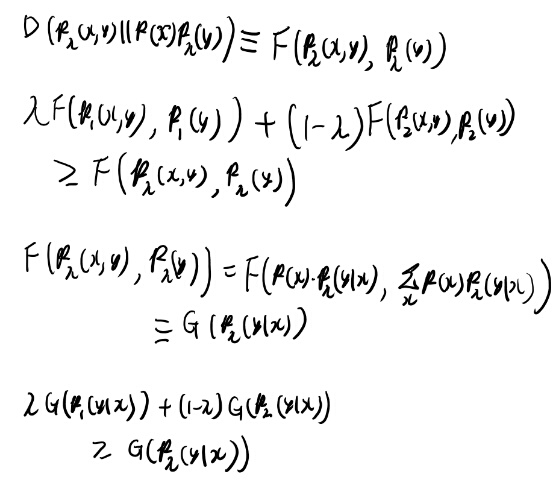 D(P_λ(x,y)||P(x)P_λ(y)) ≡ F(P_λ(x,y), P_λ(y))
λF(P_1(x,y), P_1(y)) + (1-λ)F(P_2(x,y), P_2(y))
≥ F(P_λ(x,y), P_λ(y))
F(P_λ(x,y), P_λ(y)) = F(P(x)·P_λ(y|x), Σ_x P(x)P_λ(y|x))
≡ G(P_λ(y|x))
λG(P_1(y|x)) + (1-λ)G(P_2(y|x))
≥ G(P_λ(y|x))